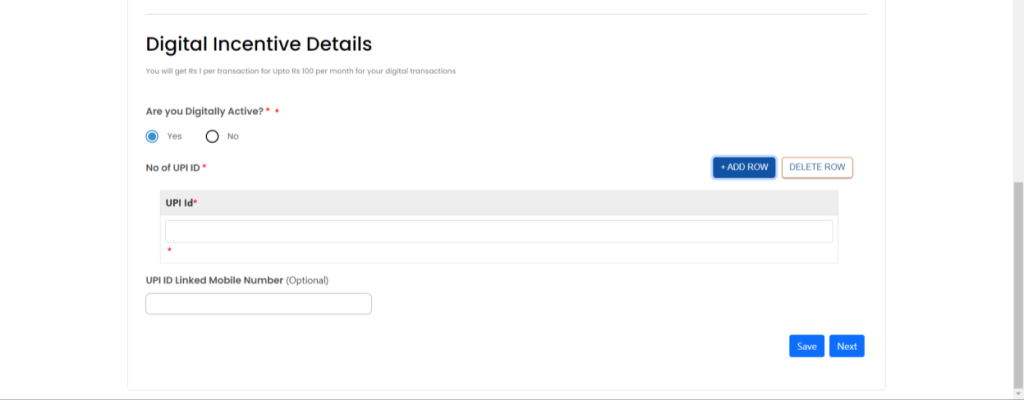 Digital Incentive Details
You will get Rs 1 per transaction for Upto Rs 100 per month for your digital transactions
Are you Digitally Active? * *
Yes No
No of UPI ID * + ADD ROW DELETE ROW
UPI Id*
*
UPI ID Linked Mobile Number (Optional)
Save Next